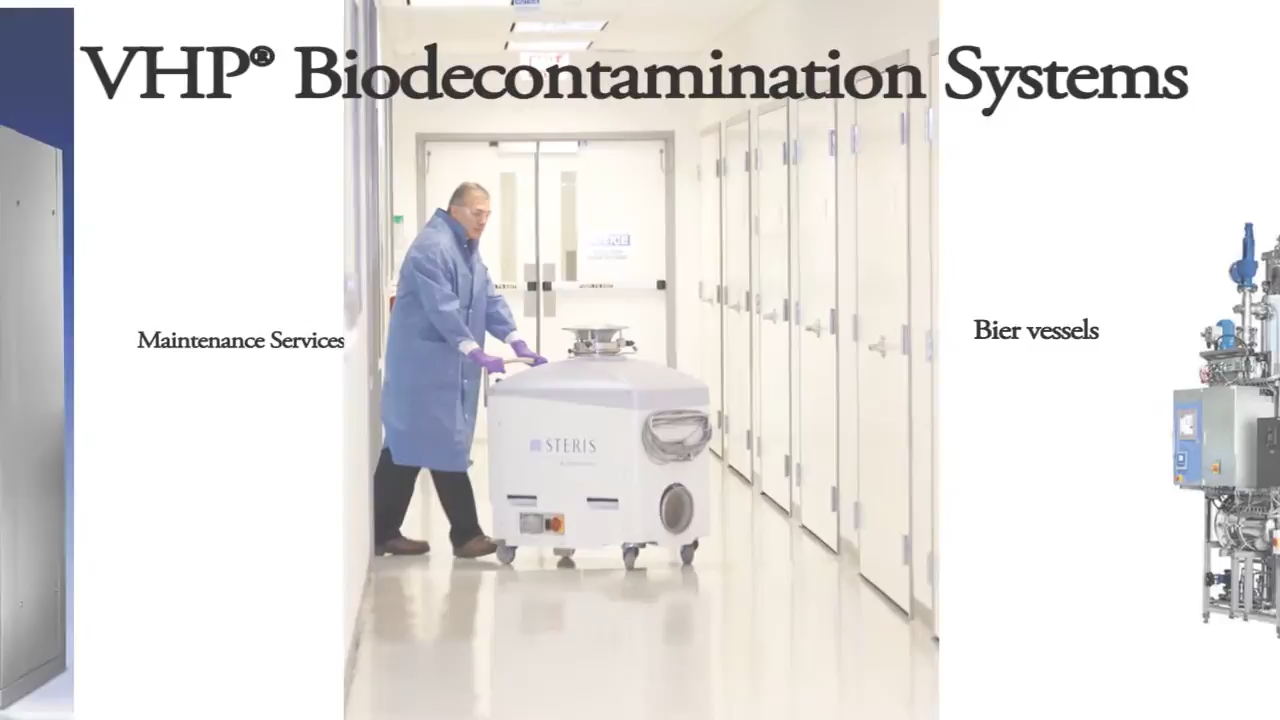 VHP® Biodecontamination Systems
Maintenance Services
Bier vessels
STERIS